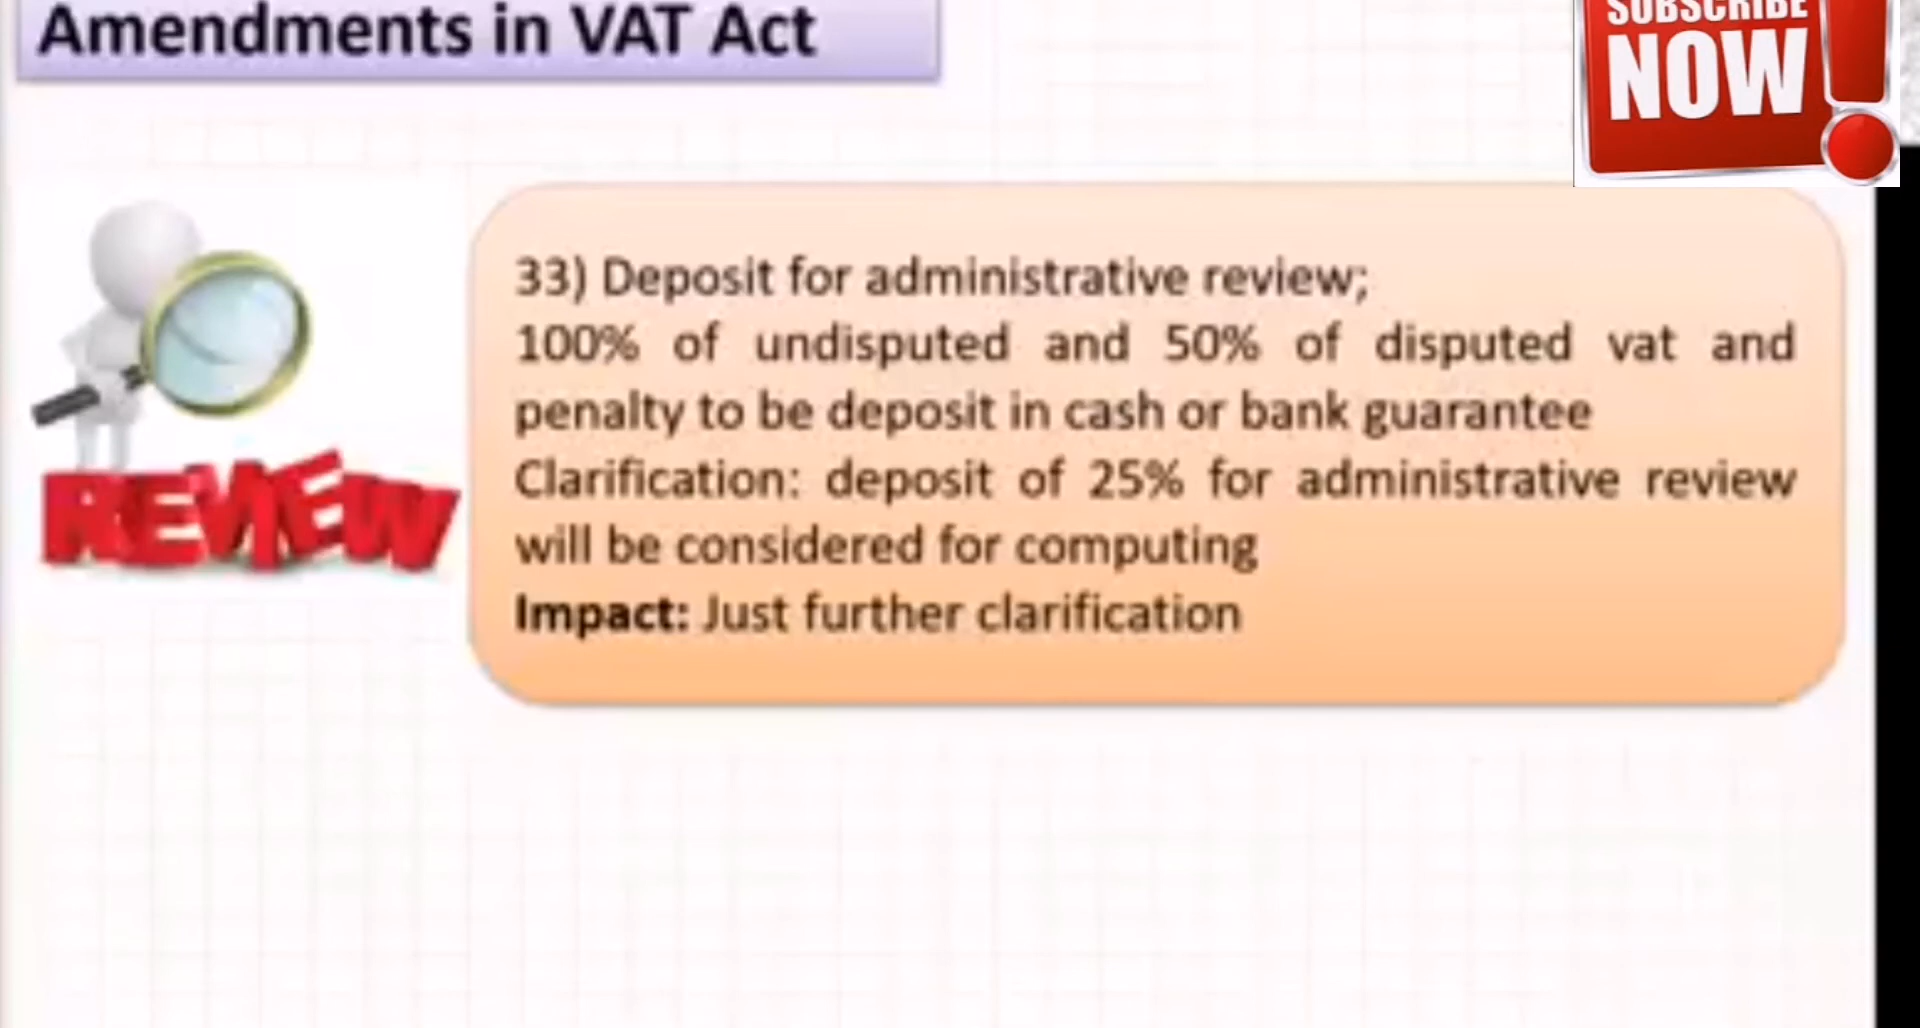 Amendments in VAT Act
SUBSCRIBE
NOW
33) Deposit for administrative review;
100% of undisputed and 50% of disputed vat and
penalty to be deposit in cash or bank guarantee
Clarification: deposit of 25% for administrative review
will be considered for computing
Impact: Just further clarification
REVIEW